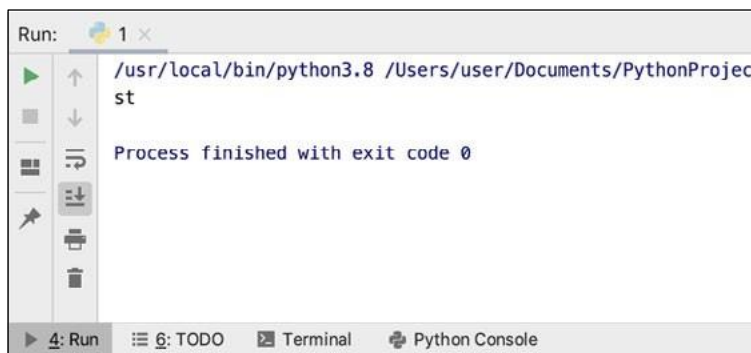 Run: 1
/usr/local/bin/python3.8 /Users/user/Documents/PythonProjec
st
Process finished with exit code 0
4: Run 6: TODO Terminal Python Console